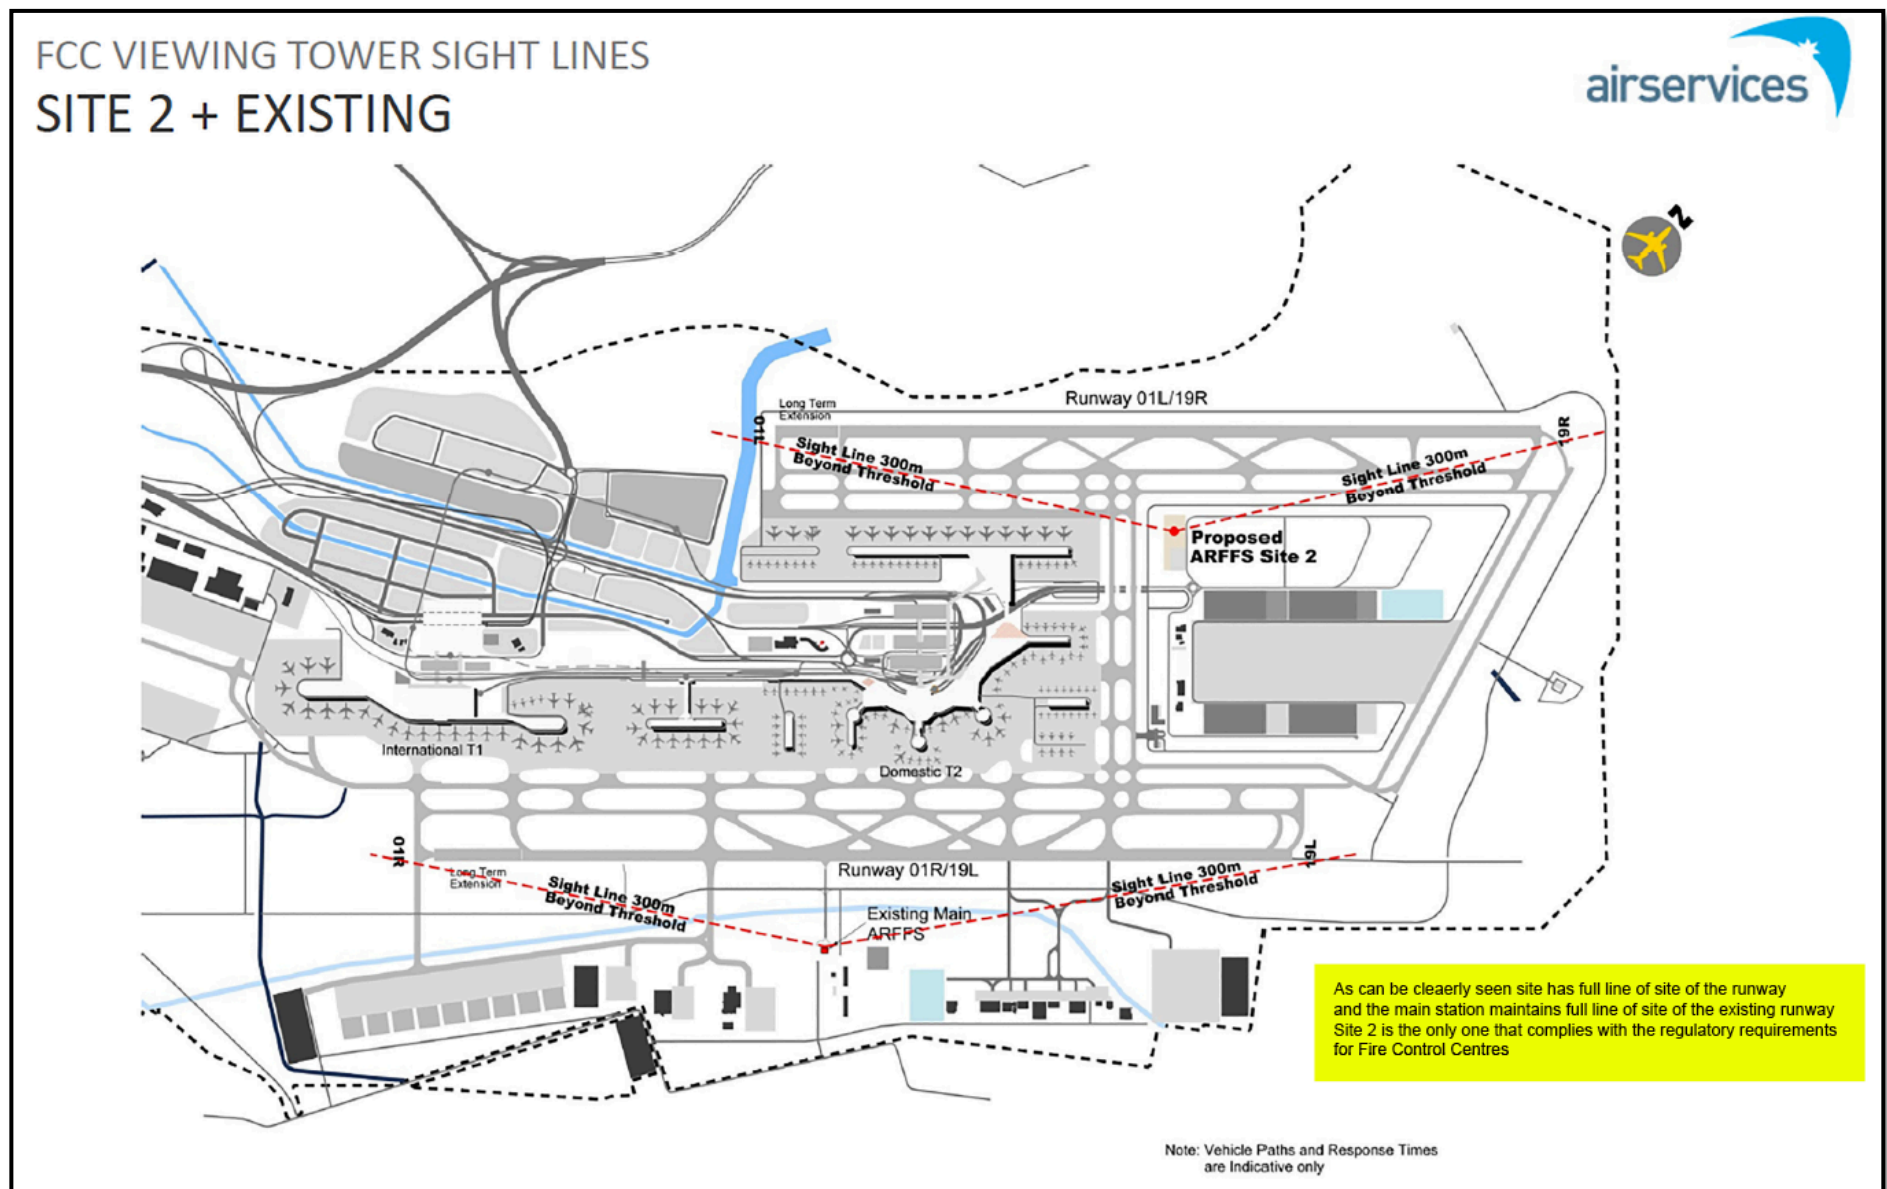 FCC VIEWING TOWER SIGHT LINES
SITE 2 + EXISTING
airservices
Runway 01L/19R
Long Term
Extension
01L
19R
Sight Line 300m
Beyond Threshold
Sight Line 300m
Beyond Threshold
Proposed
ARFFS Site 2
International T1
Domestic T2
01R
19L
Runway 01R/19L
Long Term
Extension
Sight Line 300m
Beyond Threshold
Sight Line 300m
Beyond Threshold
Existing Main
ARFFS
As can be cleaerly seen site has full line of site of the runway
and the main station maintains full line of site of the existing runway
Site 2 is the only one that complies with the regulatory requirements
for Fire Control Centres
Note: Vehicle Paths and Response Times
are Indicative only
N